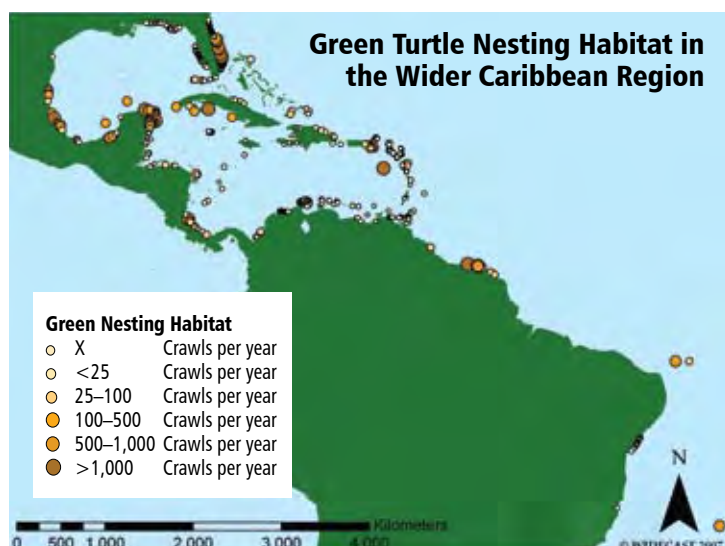 Green Turtle Nesting Habitat in
the Wider Caribbean Region
Green Nesting Habitat
X Crawls per year
<25 Crawls per year
25–100 Crawls per year
100–500 Crawls per year
500–1,000 Crawls per year
>1,000 Crawls per year
N
Kilometers
0 500 1,000 2,000 3,000 4,000
© WIDECAST 2007